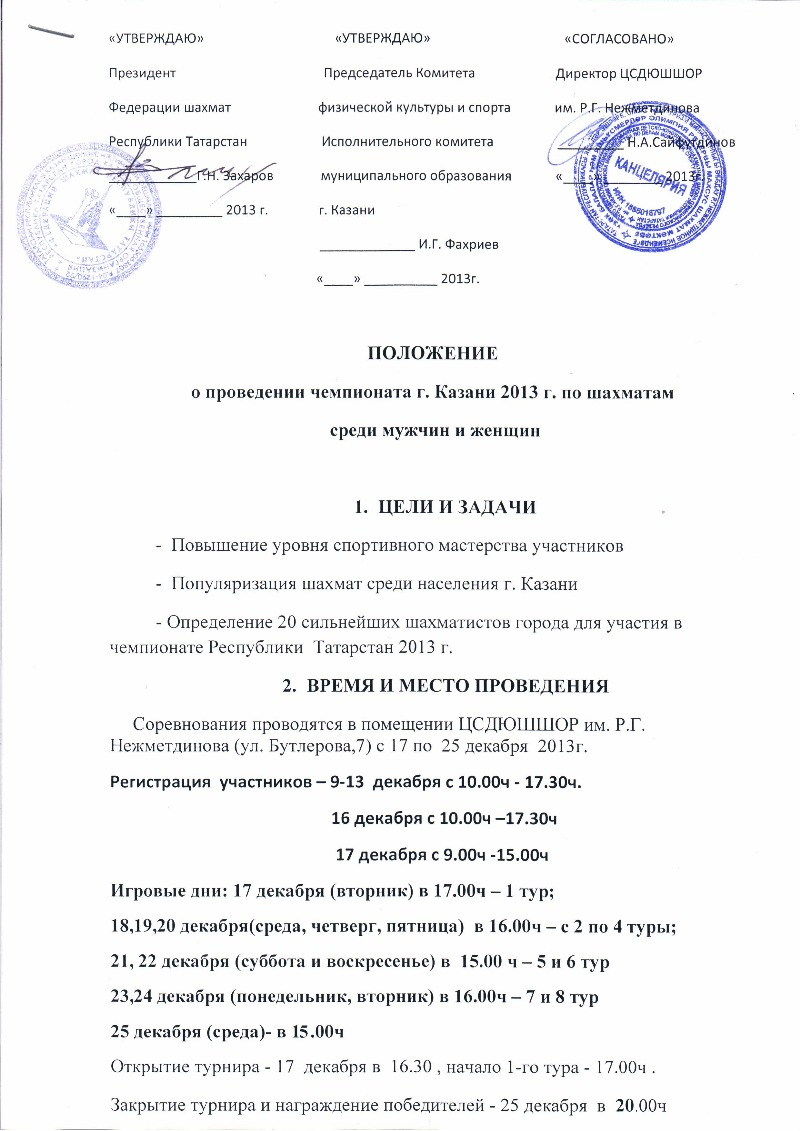 «УТВЕРЖДАЮ» «УТВЕРЖДАЮ» «СОГЛАСОВАНО»
Президент Председатель Комитета Директор ЦСДЮШШОР
Федерации шахмат физической культуры и спорта им. Р.Г. Нежметдинова
Республики Татарстан Исполнительного комитета _________ Н.А.Сайфутдинов
____________Г.Н. Захаров муниципального образования «____»_________ 2013г.
«____» _________ 2013 г. г. Казани
_____________ И.Г. Фахриев
«____» __________ 2013г.
КАНЦЕЛЯРИЯ
ПОЛОЖЕНИЕ
о проведении чемпионата г. Казани 2013 г. по шахматам
среди мужчин и женщин
1. ЦЕЛИ И ЗАДАЧИ
- Повышение уровня спортивного мастерства участников
- Популяризация шахмат среди населения г. Казани
- Определение 20 сильнейших шахматистов города для участия в
чемпионате Республики Татарстан 2013 г.
2. ВРЕМЯ И МЕСТО ПРОВЕДЕНИЯ
Соревнования проводятся в помещении ЦСДЮШШОР им. Р.Г.
Нежметдинова (ул. Бутлерова,7) с 17 по 25 декабря 2013г.
Регистрация участников – 9-13 декабря с 10.00ч - 17.30ч.
16 декабря с 10.00ч –17.30ч
17 декабря с 9.00ч -15.00ч
Игровые дни: 17 декабря (вторник) в 17.00ч – 1 тур;
18,19,20 декабря(среда, четверг, пятница) в 16.00ч – с 2 по 4 туры;
21, 22 декабря (суббота и воскресенье) в 15.00 ч – 5 и 6 тур
23,24 декабря (понедельник, вторник) в 16.00ч – 7 и 8 тур
25 декабря (среда)- в 15.00ч
Открытие турнира - 17 декабря в 16.30 , начало 1-го тура - 17.00ч .
Закрытие турнира и награждение победителей - 25 декабря в 20.00ч